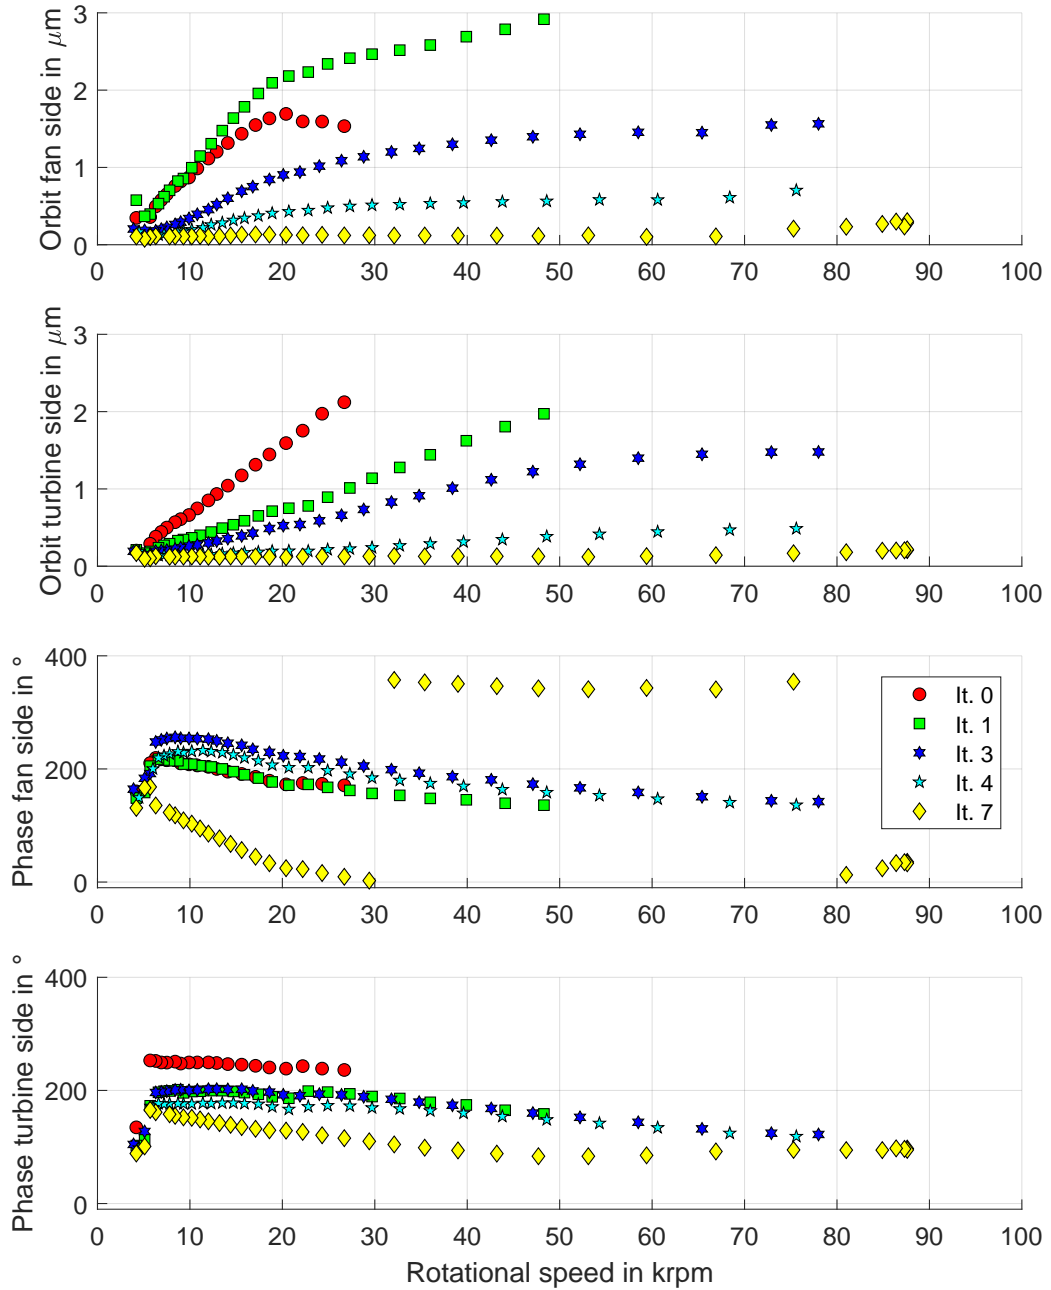 Orbit fan side in μm
3
2
1
0
0 10 20 30 40 50 60 70 80 90 100
Orbit turbine side in μm
3
2
1
0
0 10 20 30 40 50 60 70 80 90 100
Phase fan side in °
400
200
0
It. 0
It. 1
It. 3
It. 4
It. 7
0 10 20 30 40 50 60 70 80 90 100
Phase turbine side in °
400
200
0
0 10 20 30 40 50 60 70 80 90 100
Rotational speed in krpm